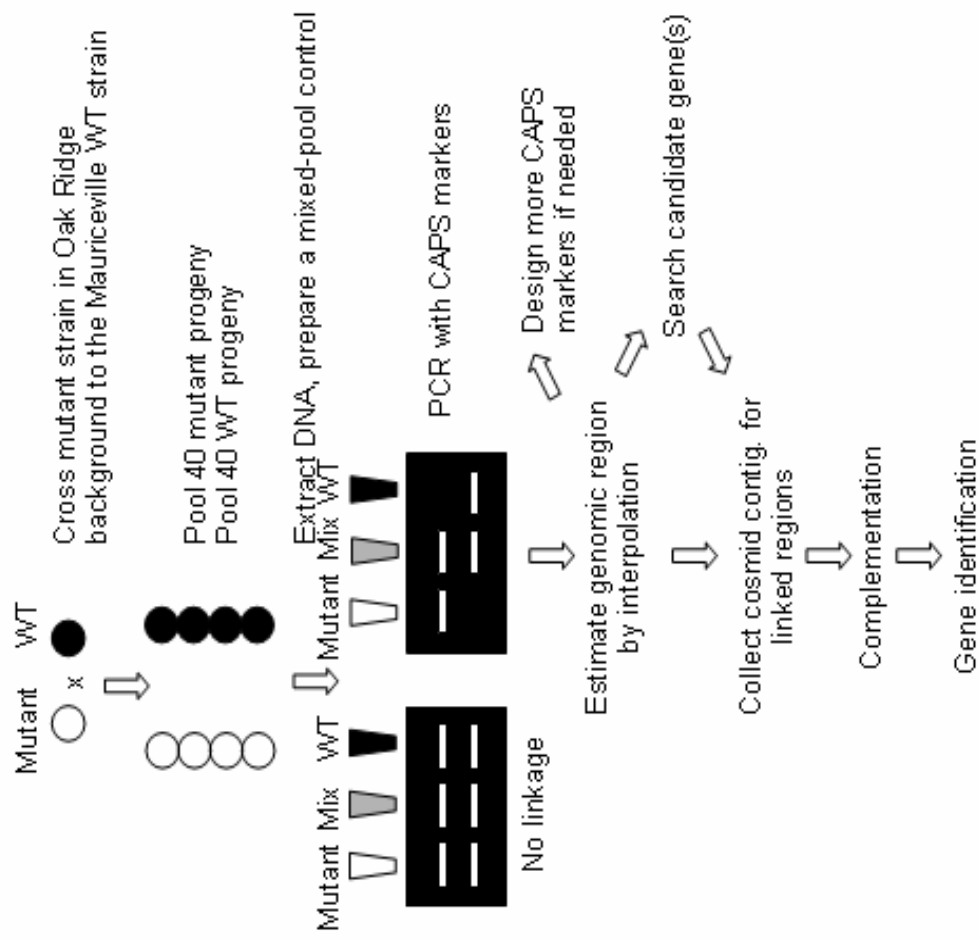 Mutant
WT
x
Cross mutant strain in Oak Ridge
background to the Mauriceville WT strain
Pool 40 mutant progeny
Pool 40 WT progeny
Extract DNA, prepare a mixed-pool control
Mutant Mix WT
Mutant Mix WT
PCR with CAPS markers
No linkage
Estimate genomic region
by interpolation
Design more CAPS
markers if needed
Search candidate gene(s)
Collect cosmid contig. for
linked regions
Complementation
Gene identification